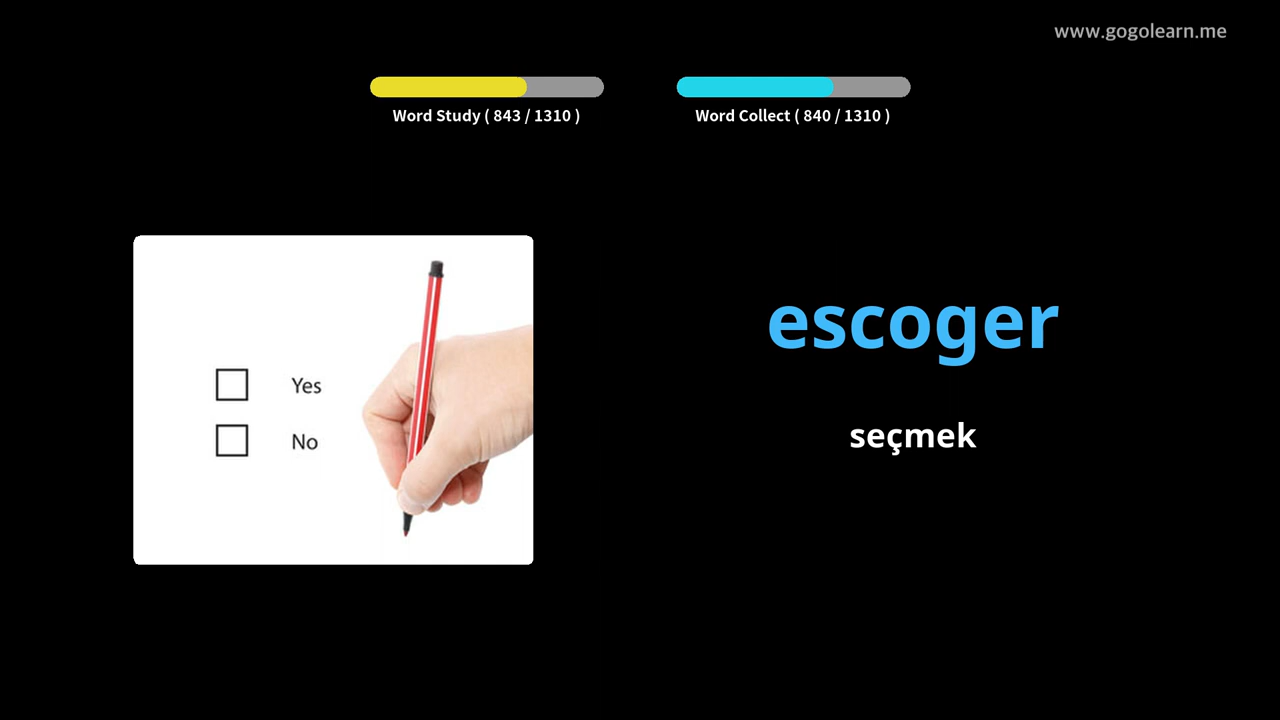 www.gogolearn.me
Word Study ( 843 / 1310 )
Word Collect ( 840 / 1310 )
escoger
seçmek
Yes
No